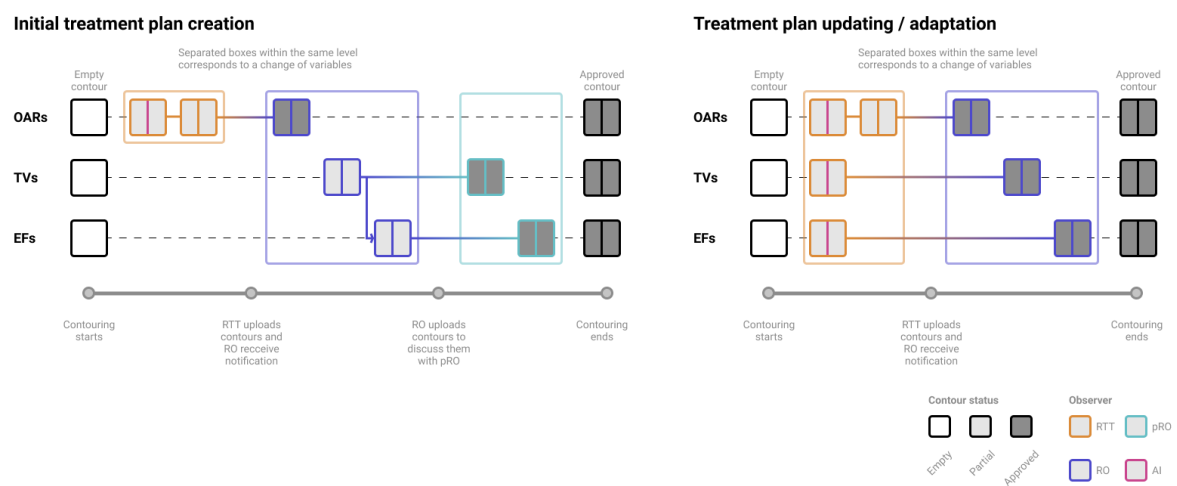 Initial treatment plan creation
Separated boxes within the same level
corresponds to a change of variables
Empty
contour
Approved
contour
OARs
TVs
EFs
Contouring
starts
RTT uploads
contours and
RO recceive
notification
RO uploads
contours to
discuss them
with pRO
Contouring
ends
Treatment plan updating / adaptation
Separated boxes within the same level
corresponds to a change of variables
Empty
contour
Approved
contour
OARs
TVs
EFs
Contouring
starts
RTT uploads
contours and
RO recceive
notification
Contouring
ends
Contour status
Empty
Partial
Approved
Observer
RTT
pRO
RO
AI